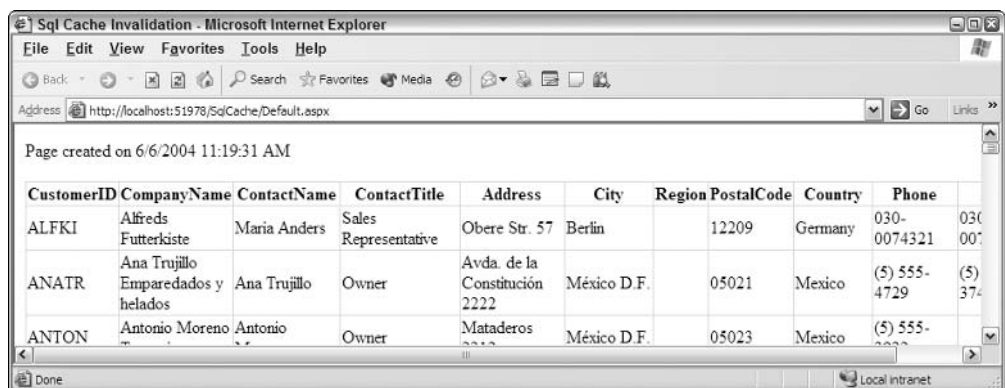 Sql Cache Invalidation - Microsoft Internet Explorer
File Edit View Favorites Tools Help
Back Search Favorites Media
Address http://localhost:51978/SqlCache/Default.aspx Go Links »
Page created on 6/6/2004 11:19:31 AM
CustomerID CompanyName ContactName ContactTitle Address City Region PostalCode Country Phone
ALFKI Alfreds Futterkiste Maria Anders Sales Representative Obere Str. 57 Berlin 12209 Germany 030-0074321
ANATR Ana Trujillo Emparedados y helados Ana Trujillo Owner Avda. de la Constitución 2222 México D.F. 05021 Mexico (5) 555-4729 (5)
ANTON Antonio Moreno Antonio Owner Mataderos México D.F. 05023 Mexico (5) 555-
Done Local intranet